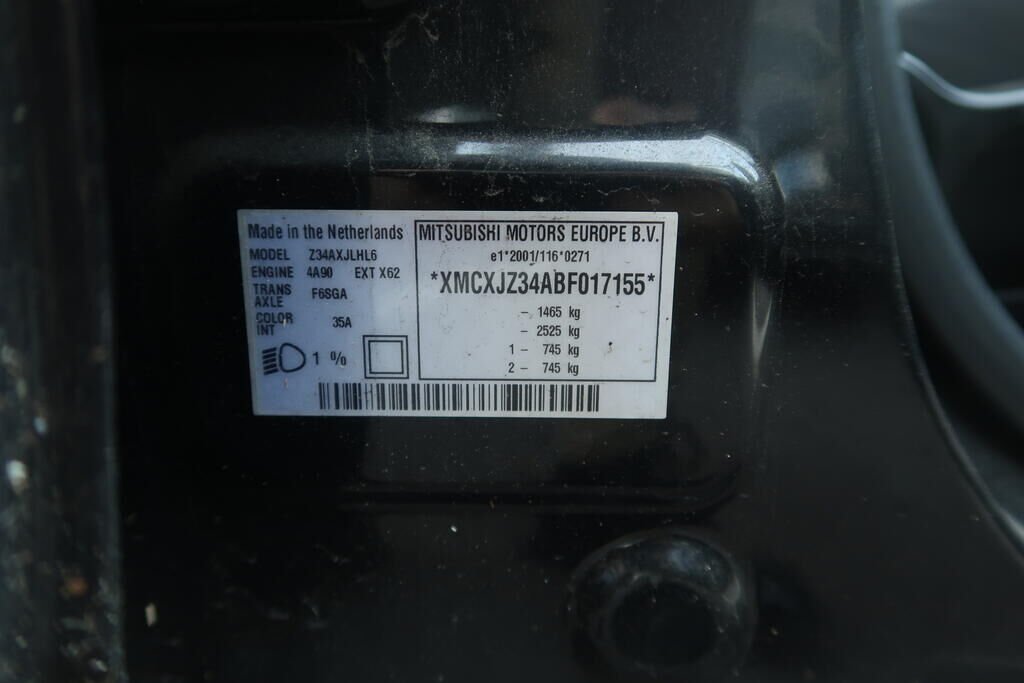 Made in the Netherlands
MODEL Z34AXJLHL6
ENGINE 4A90 EXT X62
TRANS AXLE F6SGA
COLOR INT 35A
1 %
MITSUBISHI MOTORS EUROPE B.V.
e1*2001/116*0271
*XMCXJZ34ABF017155*
– 1465 kg
– 2525 kg
1 – 745 kg
2 – 745 kg